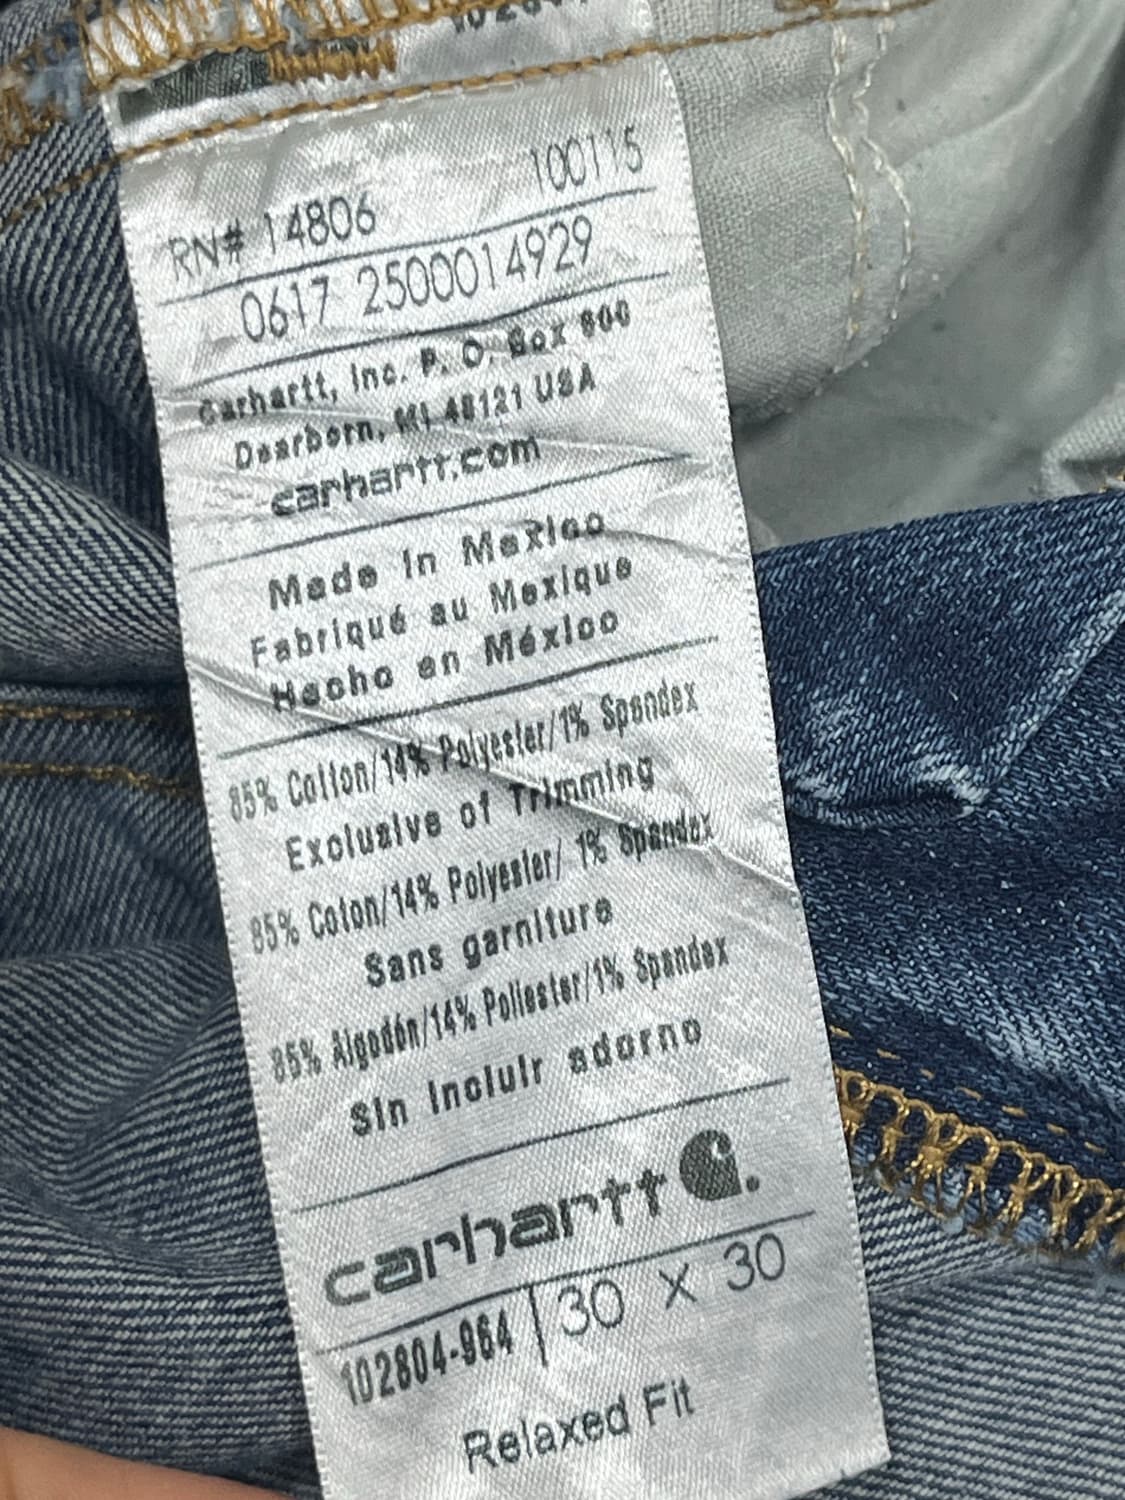 RN# 14806 100115
0617 2500014929
Carhartt, Inc. P. O. Box 600
Dearborn, MI 48121 USA
carhartt.com
Made in Mexico
Fabriqué au Mexique
Hecho en México
85% Cotton/14% Polyester/1% Spandex
Exclusive of Trimming
85% Coton/14% Polyester/ 1% Spandex
Sans garniture
85% Algodón/14% Poliester/1% Spandex
Sin incluir adorno
carhartt
102804-964 30 X 30
Relaxed Fit